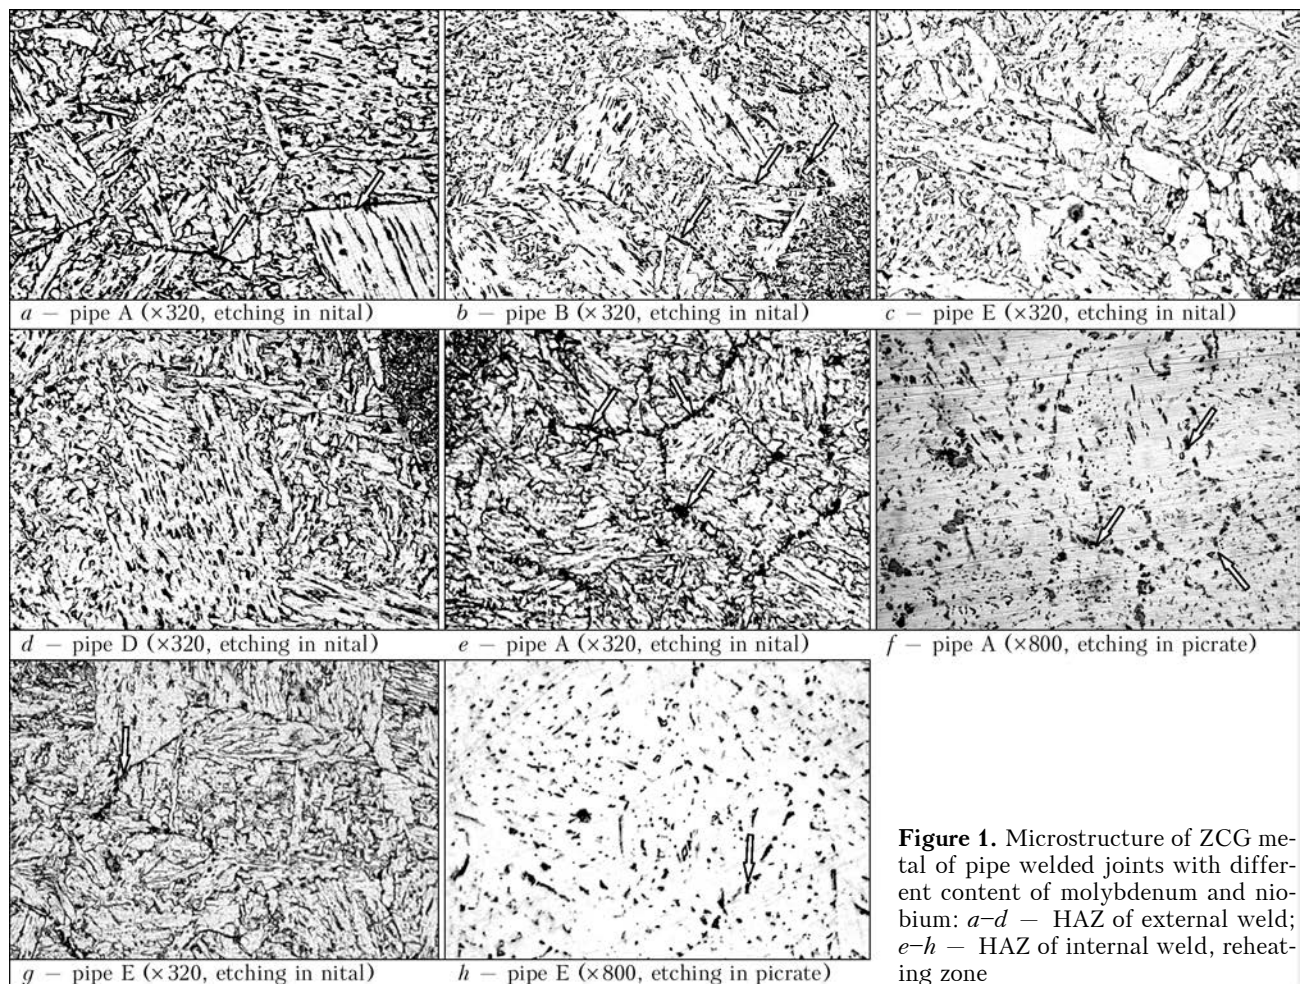 a — pipe A (×320, etching in nital)
b — pipe B (×320, etching in nital)
c — pipe E (×320, etching in nital)
d — pipe D (×320, etching in nital)
e — pipe A (×320, etching in nital)
f — pipe A (×800, etching in picrate)
g — pipe E (×320, etching in nital)
h — pipe E (×800, etching in picrate)
Figure 1. Microstructure of ZCG me-
tal of pipe welded joints with differ-
ent content of molybdenum and nio-
bium: a–d — HAZ of external weld;
e–h — HAZ of internal weld, reheat-
ing zone